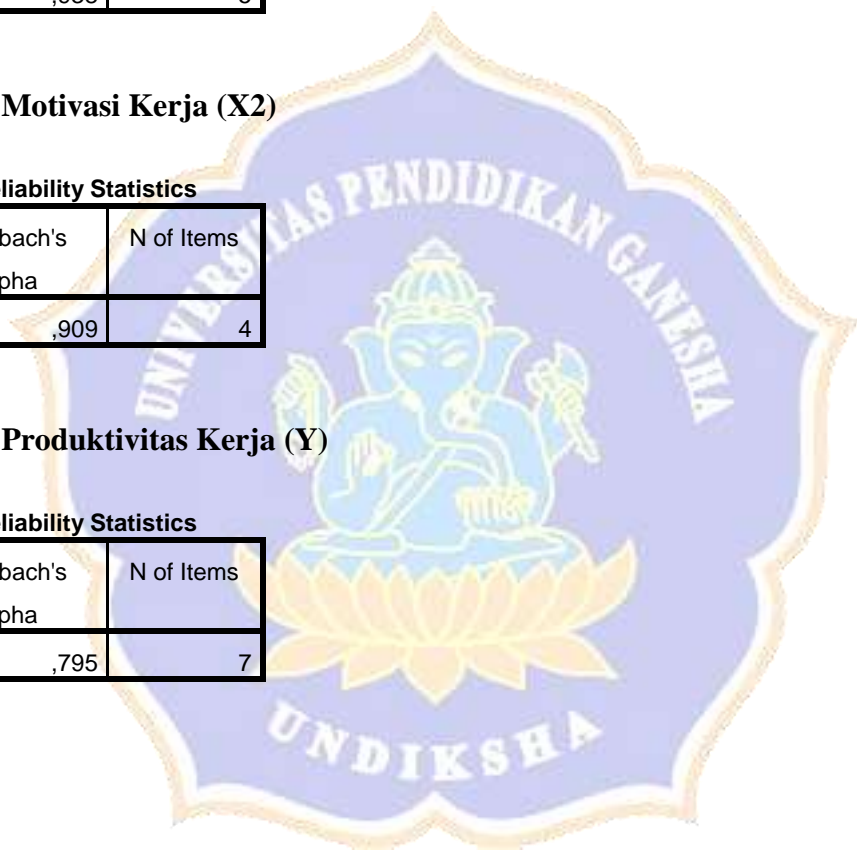 Motivasi Kerja (X2)
liability Statistics
bach's N of Items
pha
,909 4
Produktivitas Kerja (Y)
liability Statistics
bach's N of Items
pha
,795 7
UNIVERSITAS PENDIDIKAN GANESHA
UNDIKSHA